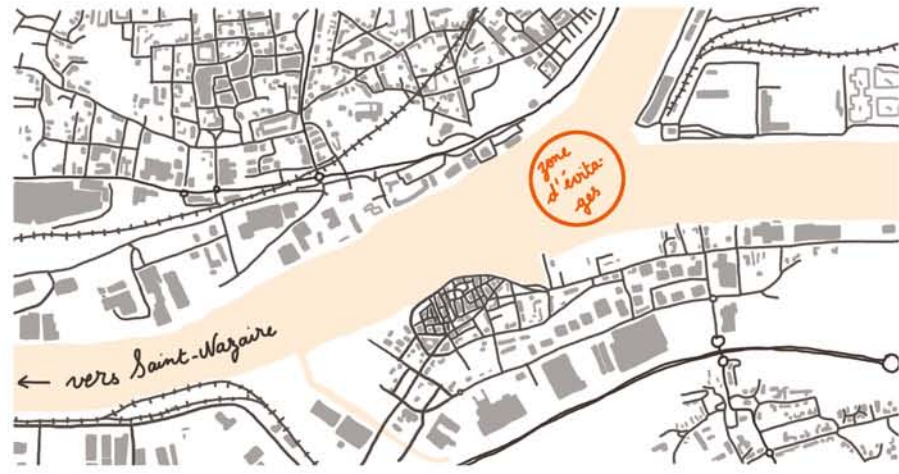 zone
d'évita-
ges
← vers Saint-Nazaire